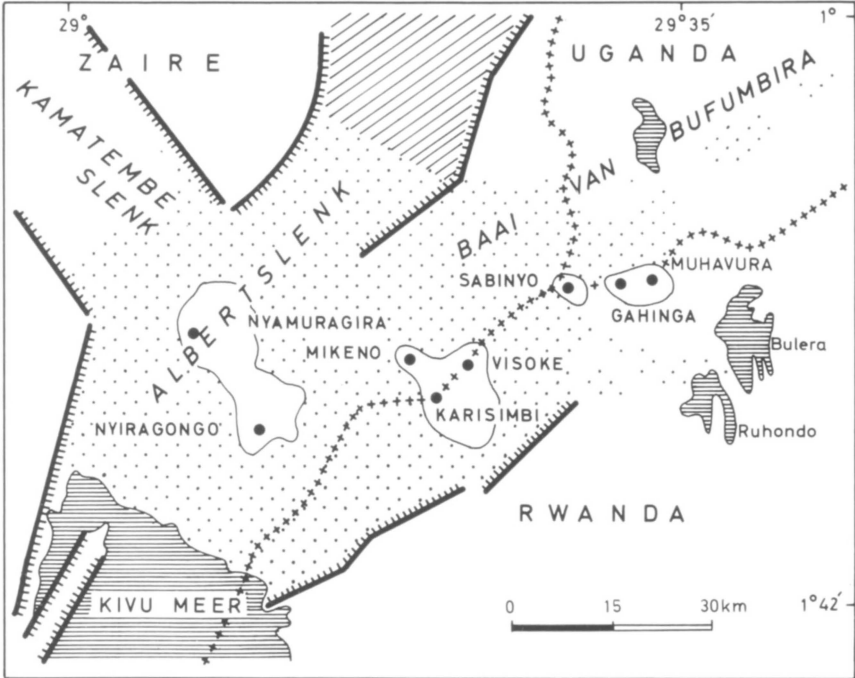 29°
29°35′
1°
ZAIRE
UGANDA
KAMATEMBE
SLENK
BAAI VAN BUFUMBIRA
ALBERTSLENK
SABINYO
MUHAVURA
GAHINGA
NYAMURAGIRA
MIKENO
VISOKE
Bulera
KARISIMBI
NYIRAGONGO
Ruhondo
RWANDA
KIVU MEER
0 15 30km
1°42′